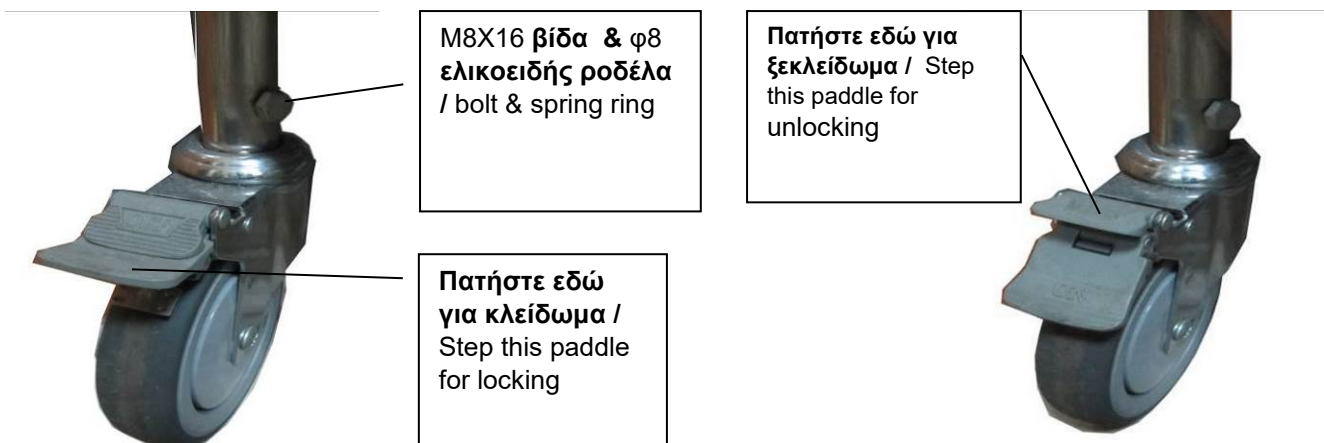 M8X16 βίδα & φ8
ελικοειδής ροδέλα
/ bolt & spring ring
Πατήστε εδώ
για κλείδωμα /
Step this paddle
for locking
Πατήστε εδώ για
ξεκλείδωμα / Step
this paddle for
unlocking